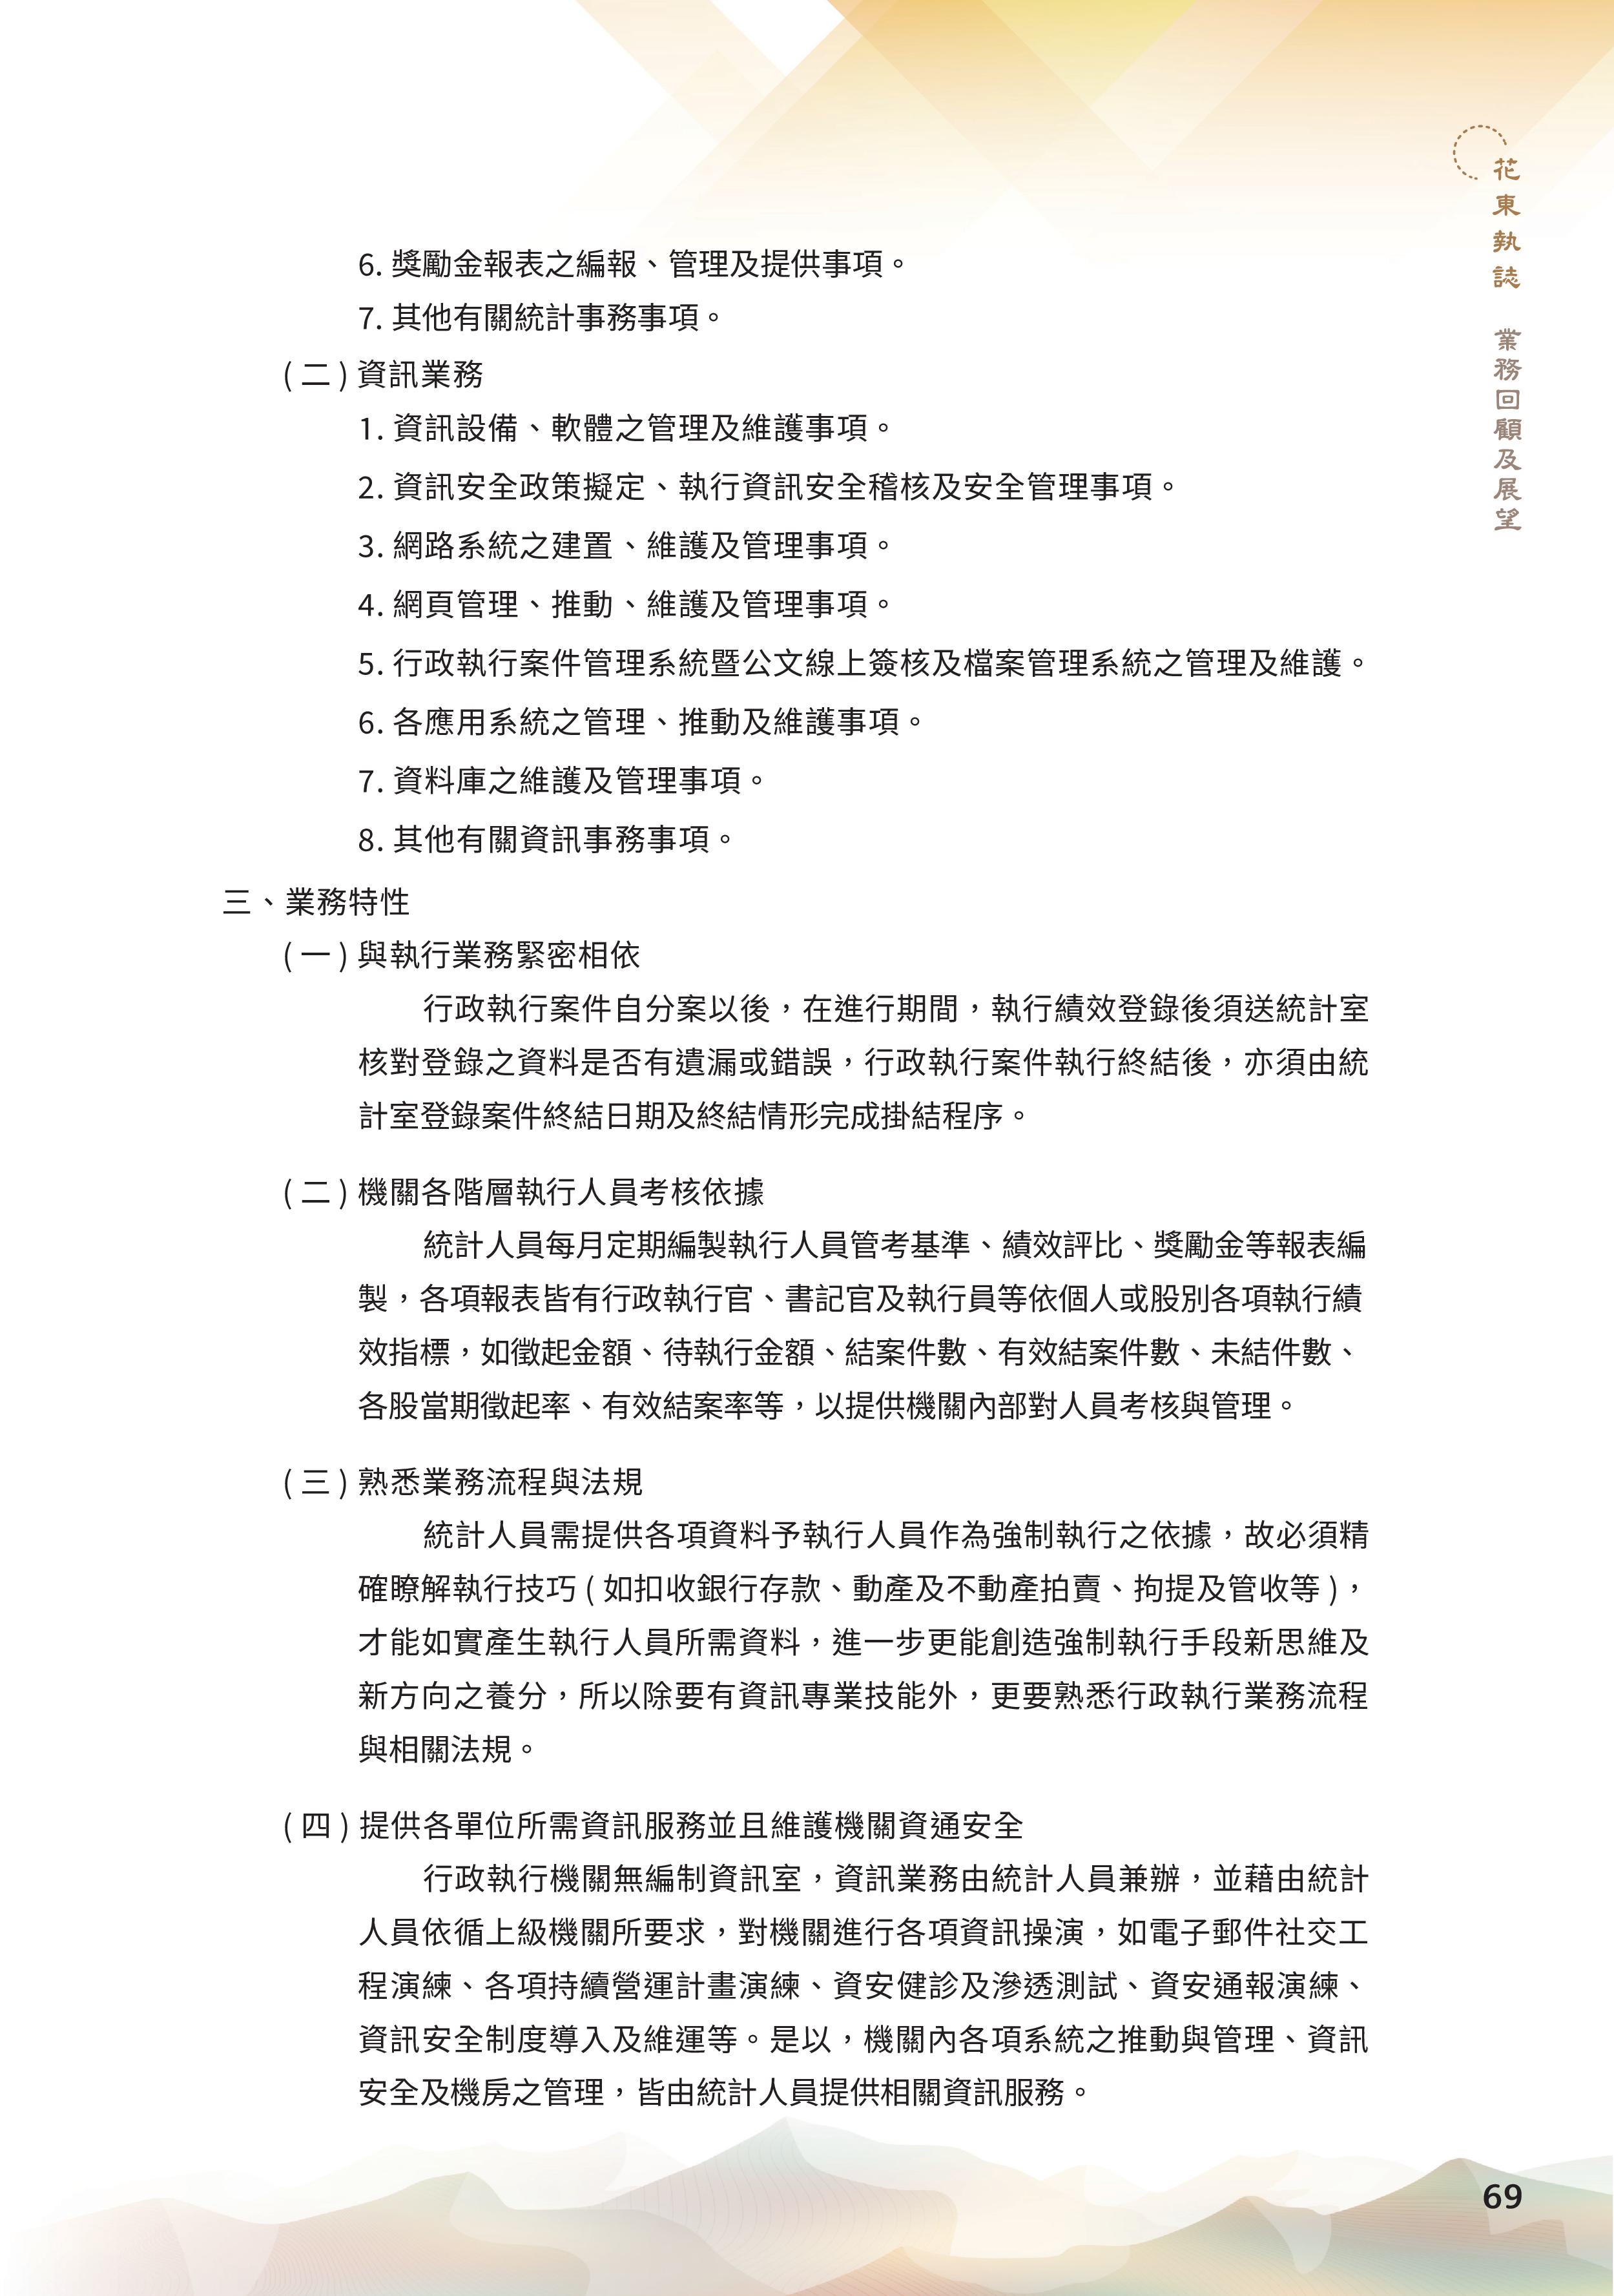 花東執誌
業務回顧及展望
6. 獎勵金報表之編報、管理及提供事項。
7. 其他有關統計事務事項。
( 二 ) 資訊業務
1. 資訊設備、軟體之管理及維護事項。
2. 資訊安全政策擬定、執行資訊安全稽核及安全管理事項。
3. 網路系統之建置、維護及管理事項。
4. 網頁管理、推動、維護及管理事項。
5. 行政執行案件管理系統暨公文線上簽核及檔案管理系統之管理及維護。
6. 各應用系統之管理、推動及維護事項。
7. 資料庫之維護及管理事項。
8. 其他有關資訊事務事項。
三、業務特性
( 一 ) 與執行業務緊密相依
行政執行案件自分案以後，在進行期間，執行績效登錄後須送統計室
核對登錄之資料是否有遺漏或錯誤，行政執行案件執行終結後，亦須由統
計室登錄案件終結日期及終結情形完成掛結程序。
( 二 ) 機關各階層執行人員考核依據
統計人員每月定期編製執行人員管考基準、績效評比、獎勵金等報表編
製，各項報表皆有行政執行官、書記官及執行員等依個人或股別各項執行績
效指標，如徵起金額、待執行金額、結案件數、有效結案件數、未結件數、
各股當期徵起率、有效結案率等，以提供機關內部對人員考核與管理。
( 三 ) 熟悉業務流程與法規
統計人員需提供各項資料予執行人員作為強制執行之依據，故必須精
確瞭解執行技巧 ( 如扣收銀行存款、動產及不動產拍賣、拘提及管收等 )，
才能如實產生執行人員所需資料，進一步更能創造強制執行手段新思維及
新方向之養分，所以除要有資訊專業技能外，更要熟悉行政執行業務流程
與相關法規。
( 四 ) 提供各單位所需資訊服務並且維護機關資通安全
行政執行機關無編制資訊室，資訊業務由統計人員兼辦，並藉由統計
人員依循上級機關所要求，對機關進行各項資訊操演，如電子郵件社交工
程演練、各項持續營運計畫演練、資安健診及滲透測試、資安通報演練、
資訊安全制度導入及維運等。是以，機關內各項系統之推動與管理、資訊
安全及機房之管理，皆由統計人員提供相關資訊服務。
69